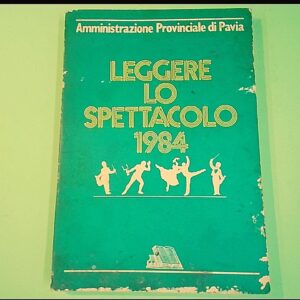 Amministrazione Provinciale di Pavia
LEGGERE
LO
SPETTACOLO
1984